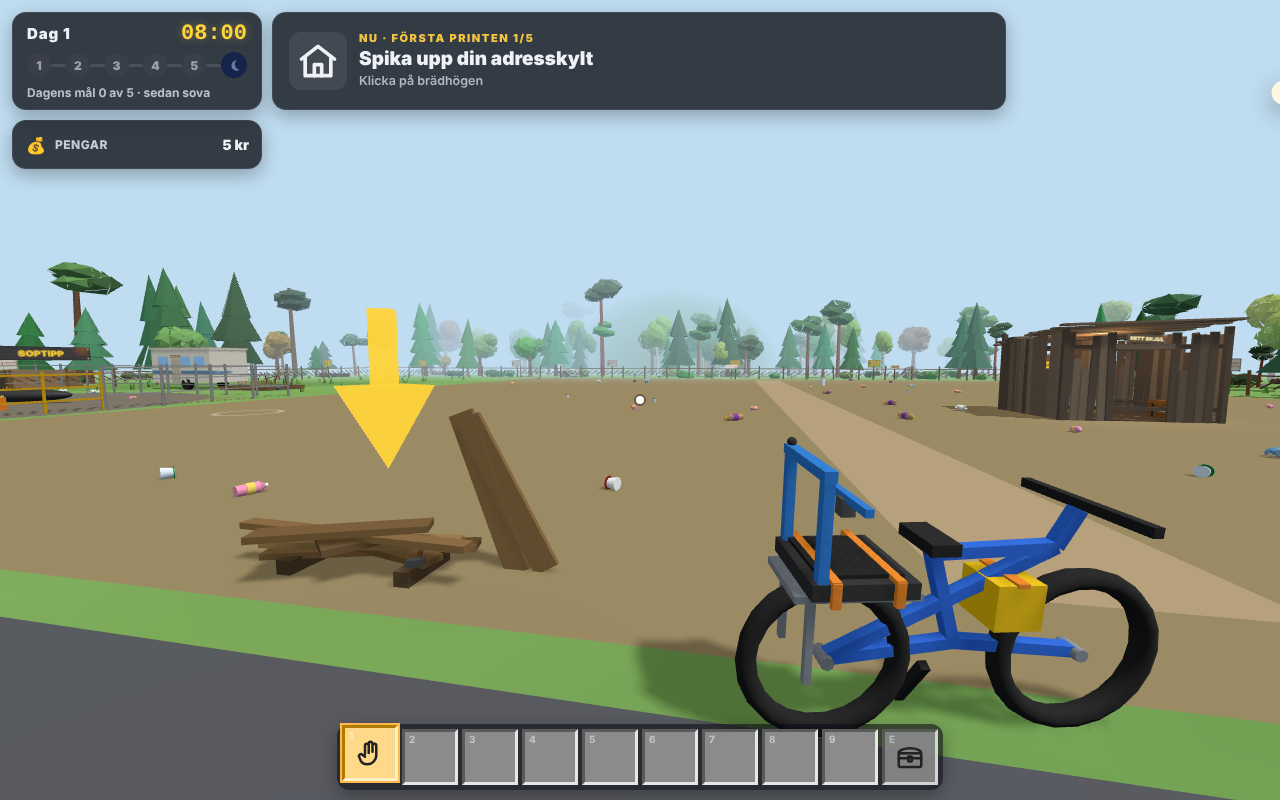 Dag 1 08:00
1 2 3 4 5
Dagens mål 0 av 5 · sedan sova
PENGAR 5 kr
NU · FÖRSTA PRINTEN 1/5
Spika upp din adresskylt
Klicka på brädhögen
SOPTIPP
MITT SKJUL
1 2 3 4 5 6 7 8 9 E